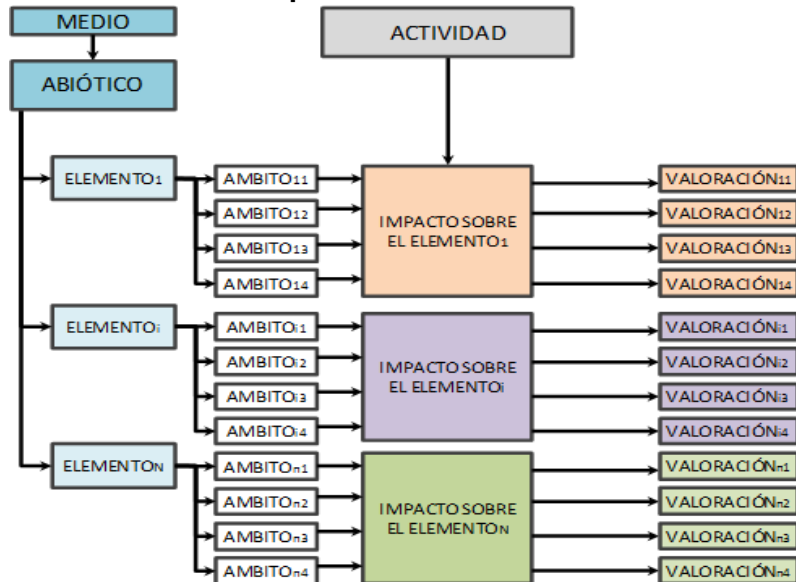 MEDIO
ACTIVIDAD
ABIÓTICO
ELEMENTO1
AMBITO11
AMBITO12
AMBITO13
AMBITO14
IMPACTO SOBRE
EL ELEMENTO1
VALORACIÓN11
VALORACIÓN12
VALORACIÓN13
VALORACIÓN14
ELEMENTOi
AMBITOi1
AMBITOi2
AMBITOi3
AMBITOi4
IMPACTO SOBRE
EL ELEMENTOi
VALORACIÓNi1
VALORACIÓNi2
VALORACIÓNi3
VALORACIÓNi4
ELEMENTON
AMBITOn1
AMBITOn2
AMBITOn3
AMBITOn4
IMPACTO SOBRE
EL ELEMENTON
VALORACIÓNn1
VALORACIÓNn2
VALORACIÓNn3
VALORACIÓNn4